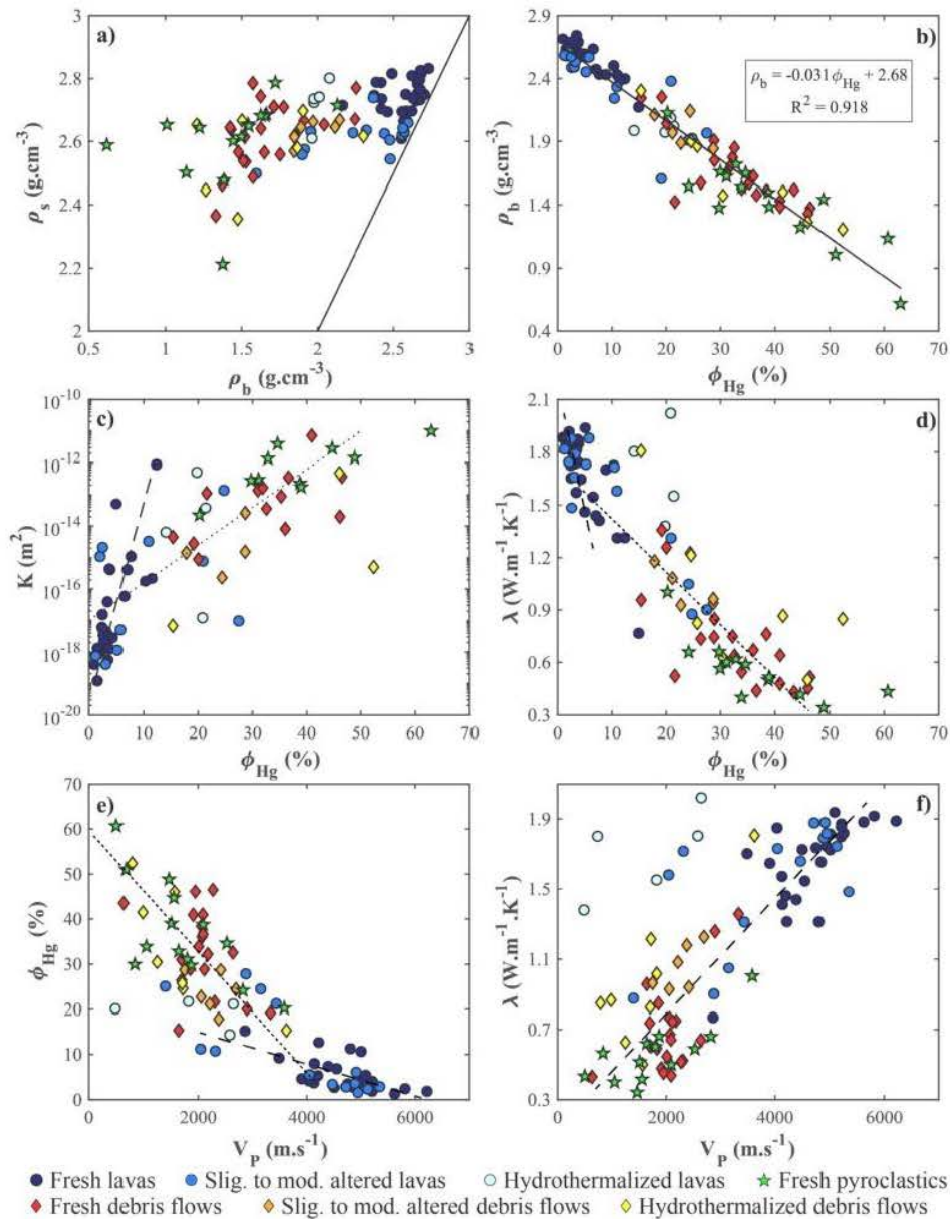 a)
3
2.8
2.6
2.4
2.2
2
ρs (g.cm-3)
0.5 1 1.5 2 2.5 3
ρb (g.cm-3)
b)
2.9
2.4
1.9
1.4
0.9
0.4
ρb (g.cm-3)
ρb = -0.031ϕHg + 2.68
R2 = 0.918
0 10 20 30 40 50 60 70
ϕHg (%)
c)
10-10
10-12
10-14
10-16
10-18
10-20
K (m2)
0 10 20 30 40 50 60 70
ϕHg (%)
d)
2.1
1.8
1.5
1.2
0.9
0.6
0.3
λ (W.m-1.K-1)
0 10 20 30 40 50 60 70
ϕHg (%)
e)
70
60
50
40
30
20
10
0
ϕHg (%)
0 2000 4000 6000
VP (m.s-1)
f)
1.9
1.5
1.1
0.7
0.3
λ (W.m-1.K-1)
0 2000 4000 6000
VP (m.s-1)
Fresh lavas Slig. to mod. altered lavas Hydrothermalized lavas Fresh pyroclastics
Fresh debris flows Slig. to mod. altered debris flows Hydrothermalized debris flows